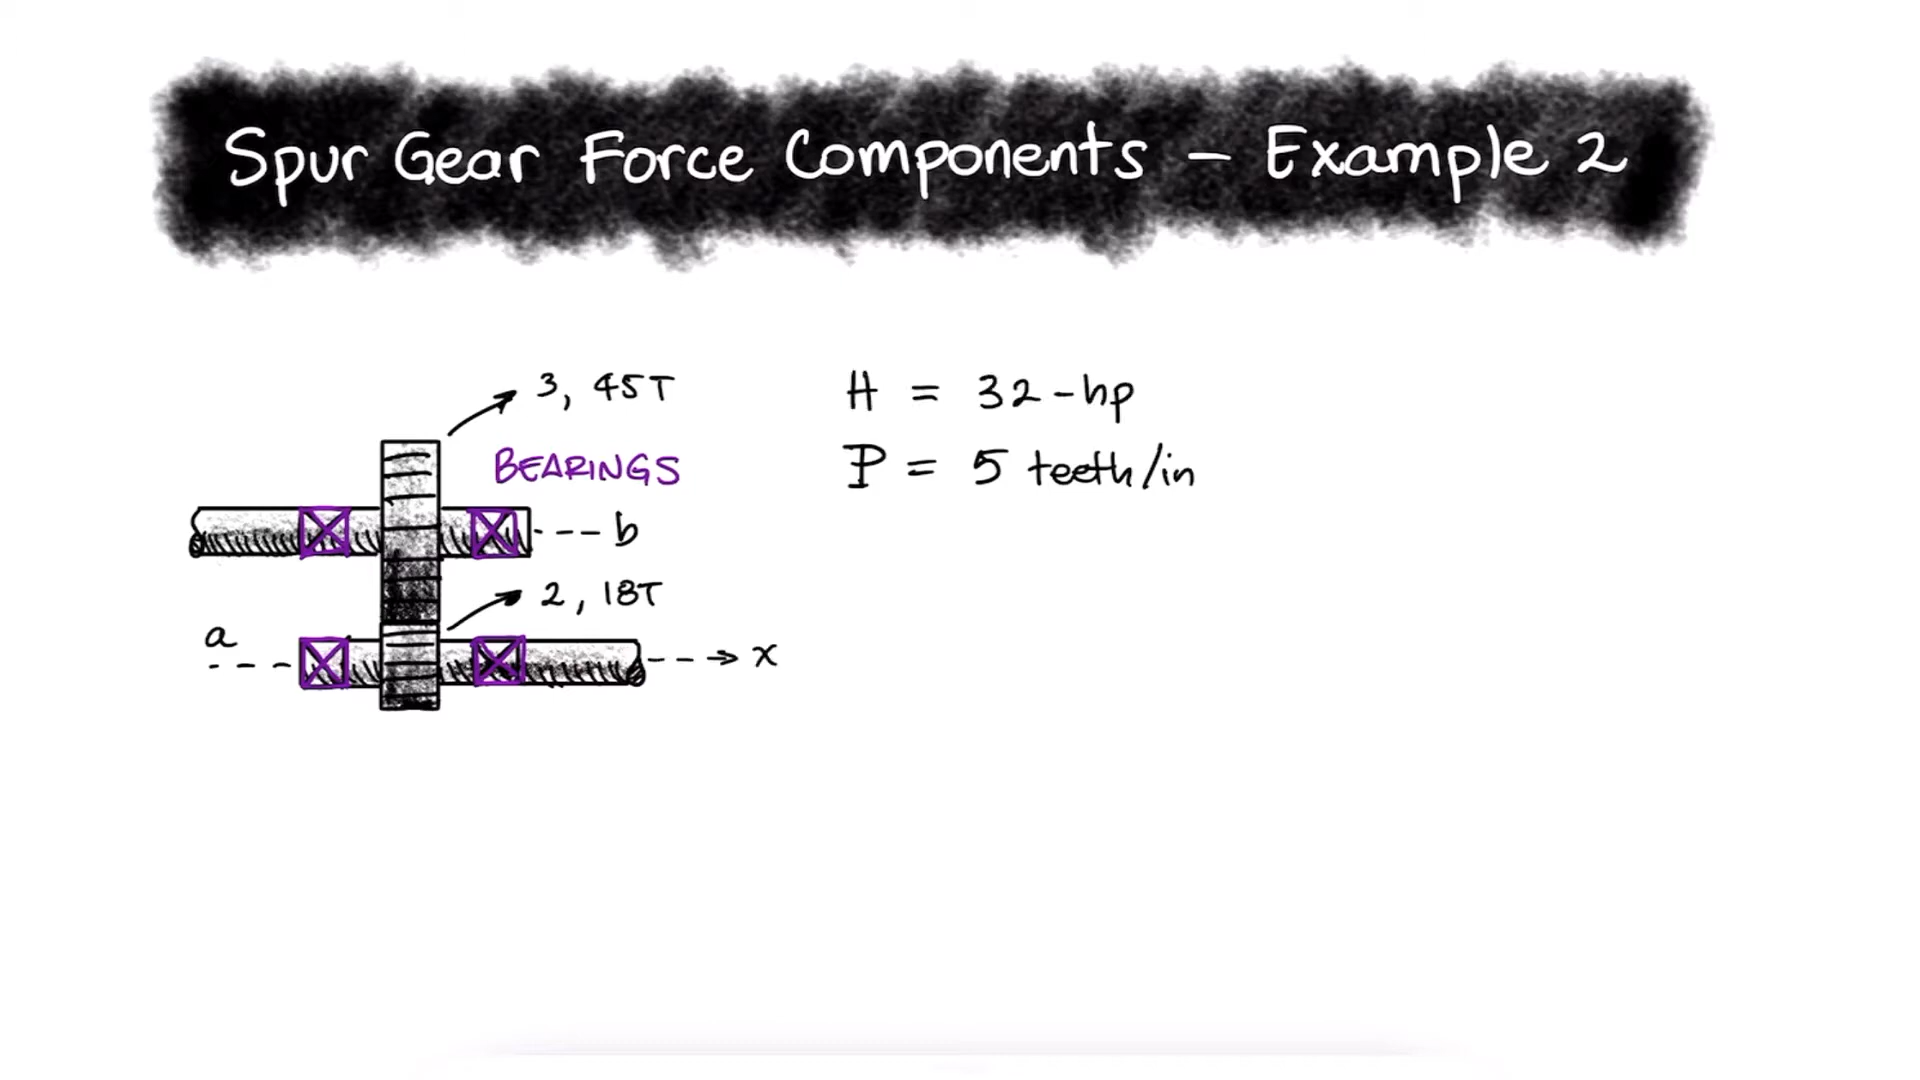 Spur Gear Force Components - Example 2
3, 45T
BEARINGS
b
2, 18T
a
x
H = 32-hp
P = 5 teeth/in